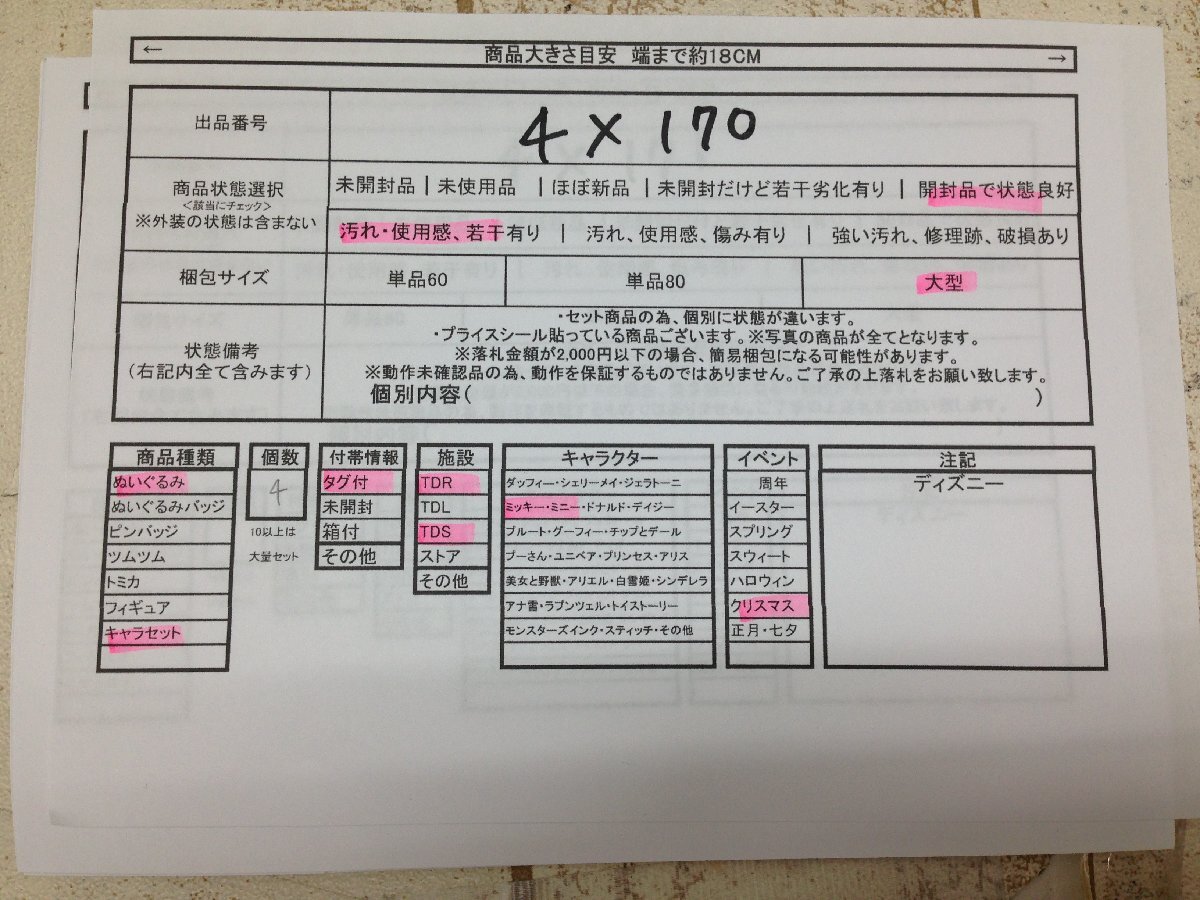 ← 商品大きさ目安 端まで約18CM →
出品番号 4×170
商品状態選択
<該当にチェック>
※外装の状態は含まない
未開封品 | 未使用品 | ほぼ新品 | 未開封だけど若干劣化有り | 開封品で状態良好
汚れ・使用感、若干有り | 汚れ、使用感、傷み有り | 強い汚れ、修理跡、破損あり
梱包サイズ 単品60 単品80 大型
状態備考
(右記内全て含みます)
・セット商品の為、個別に状態が違います。
・プライスシール貼っている商品ございます。※写真の商品が全てとなります。
※落札金額が2,000円以下の場合、簡易梱包になる可能性があります。
※動作未確認品の為、動作を保証するものではありません。ご了承の上落札をお願い致します。
個別内容( )
商品種類
ぬいぐるみ
ぬいぐるみバッジ
ピンバッジ
ツムツム
トミカ
フィギュア
キャラセット
個数
4
10以上は
大量セット
付帯情報
タグ付
未開封
箱付
その他
施設
TDR
TDL
TDS
ストア
その他
キャラクター
ダッフィー・シェリーメイ・ジェラトーニ
ミッキー・ミニー・ドナルド・デイジー
プルート・グーフィー・チップとデール
プーさん・ユニベア・プリンセス・アリス
美女と野獣・アリエル・白雪姫・シンデレラ
アナ雪・ラプンツェル・トイストーリー
モンスターズインク・スティッチ・その他
イベント
周年
イースター
スプリング
スウィート
ハロウィン
クリスマス
正月・七夕
注記
ディズニー